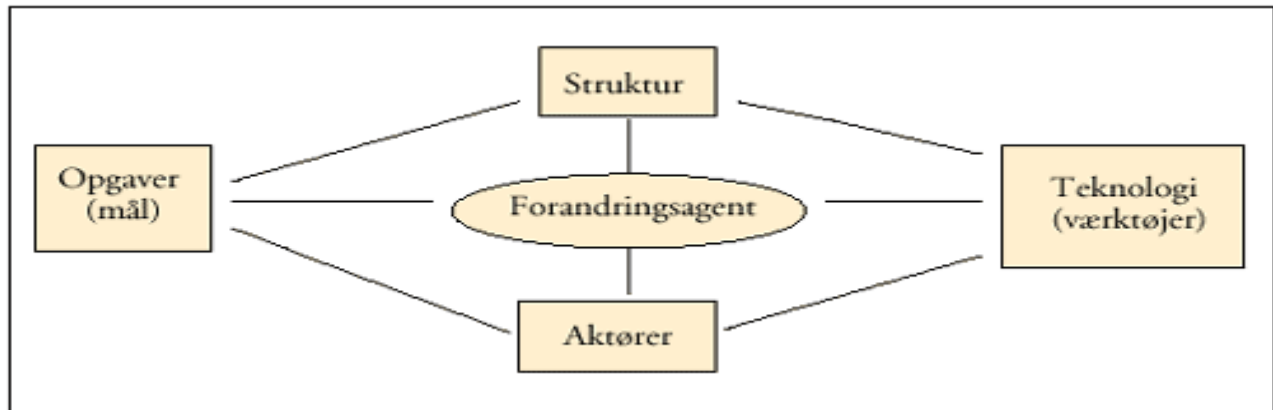 Struktur
Opgaver
(mål)
Forandringsagent
Teknologi
(værktøjer)
Aktører